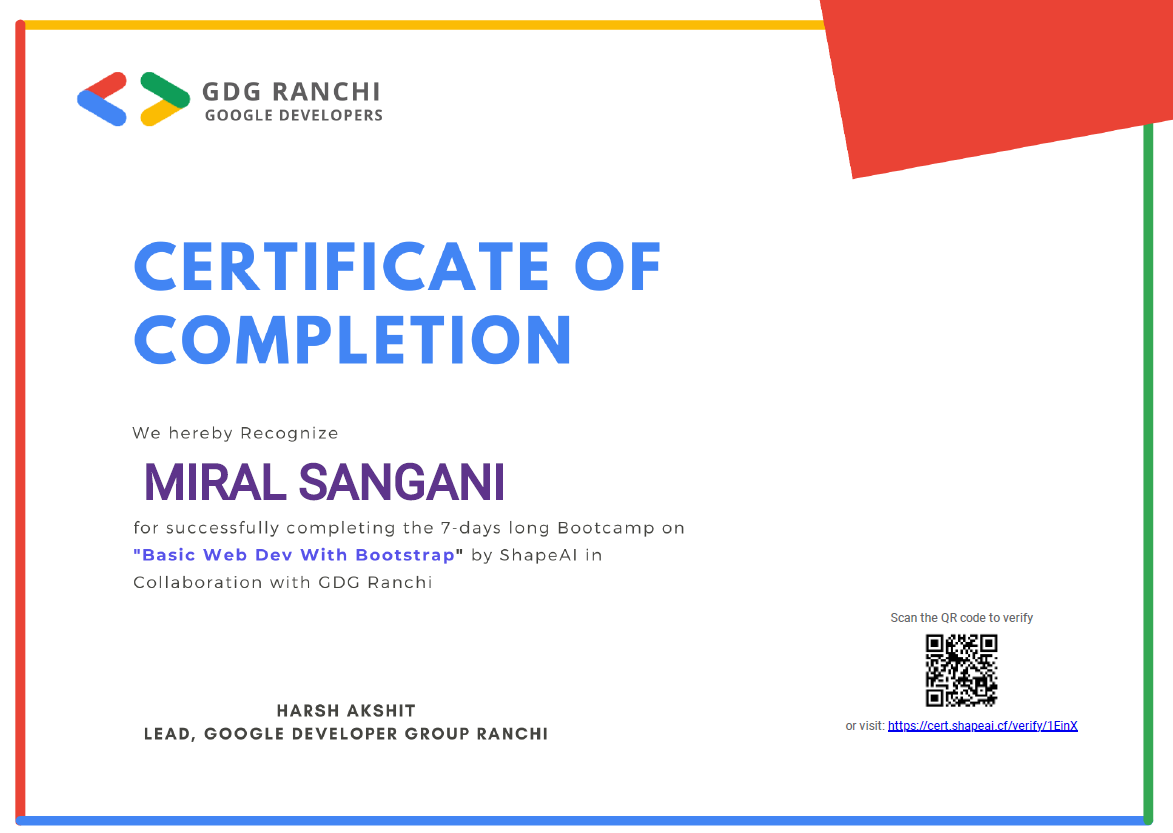 GDG RANCHI
GOOGLE DEVELOPERS
CERTIFICATE OF
COMPLETION
We hereby Recognize
MIRAL SANGANI
for successfully completing the 7-days long Bootcamp on
"Basic Web Dev With Bootstrap" by ShapeAI in
Collaboration with GDG Ranchi
Scan the QR code to verify
or visit: https://cert.shapeai.cf/verify/1EinX
HARSH AKSHIT
LEAD, GOOGLE DEVELOPER GROUP RANCHI